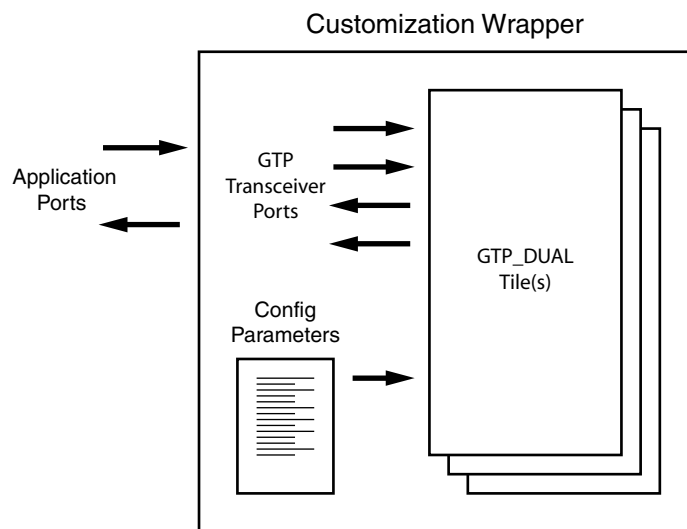 Customization Wrapper
Application
Ports
GTP
Transceiver
Ports
GTP_DUAL
Tile(s)
Config
Parameters